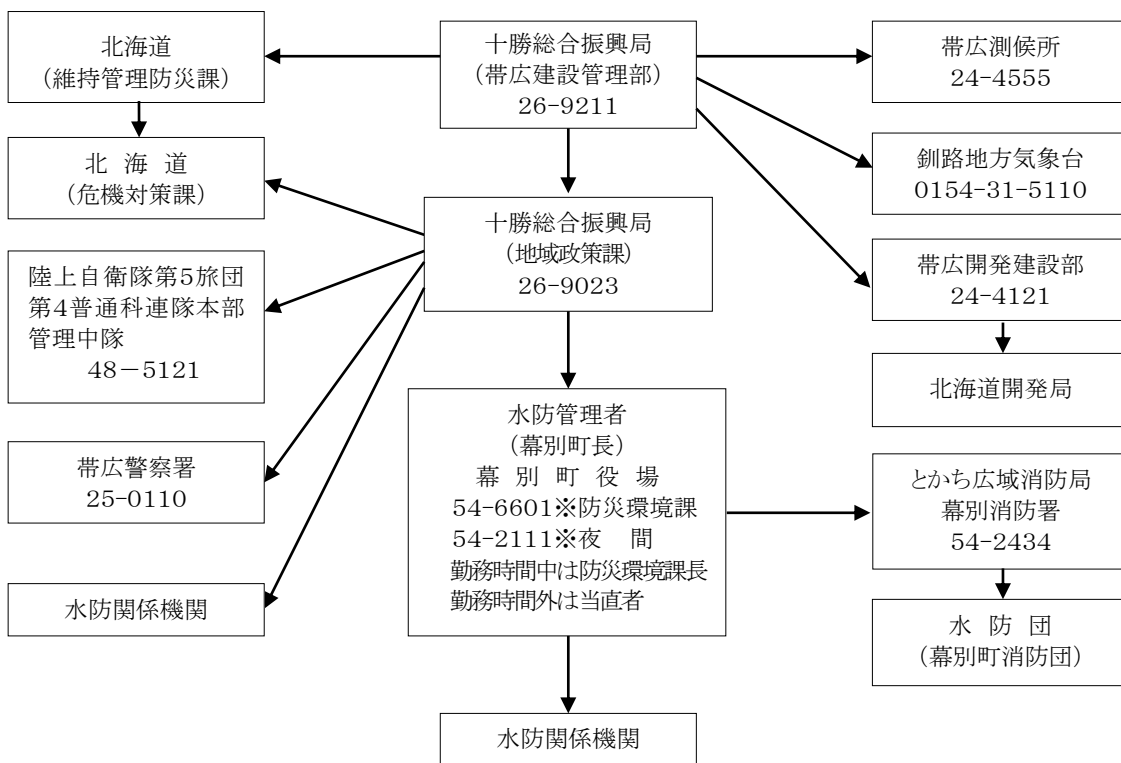 北海道
（維持管理防災課）
十勝総合振興局
（帯広建設管理部）
26-9211
帯広測候所
24-4555
北 海 道
（危機対策課）
釧路地方気象台
0154-31-5110
十勝総合振興局
（地域政策課）
26-9023
陸上自衛隊第5旅団
第4普通科連隊本部
管理中隊
48－5121
帯広開発建設部
24-4121
北海道開発局
水防管理者
（幕別町長）
幕 別 町 役 場
54-6601※防災環境課
54-2111※夜 間
勤務時間中は防災環境課長
勤務時間外は当直者
帯広警察署
25-0110
とかち広域消防局
幕別消防署
54-2434
水防関係機関
水 防 団
（幕別町消防団）
水防関係機関